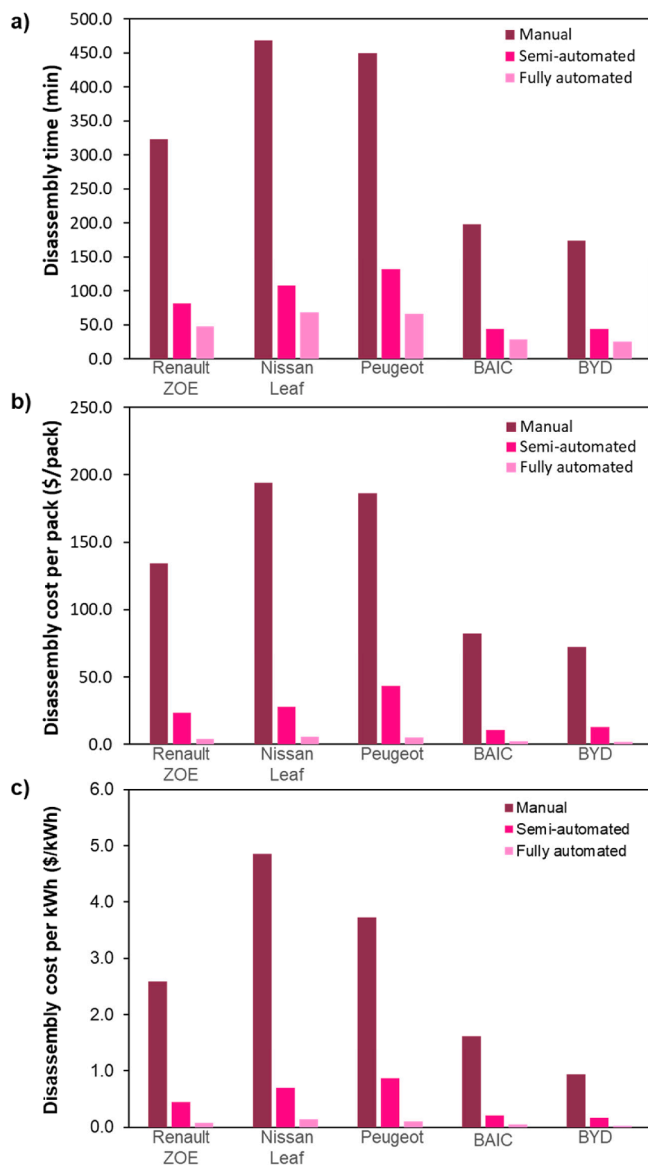 a)
Disassembly time (min)
500.0
450.0
400.0
350.0
300.0
250.0
200.0
150.0
100.0
50.0
0.0
Manual
Semi-automated
Fully automated
Renault
ZOE
Nissan
Leaf
Peugeot
BAIC
BYD
b)
Disassembly cost per pack ($/pack)
250.0
200.0
150.0
100.0
50.0
0.0
Manual
Semi-automated
Fully automated
Renault
ZOE
Nissan
Leaf
Peugeot
BAIC
BYD
c)
Disassembly cost per kWh ($/kWh)
6.0
5.0
4.0
3.0
2.0
1.0
0.0
Manual
Semi-automated
Fully automated
Renault
ZOE
Nissan
Leaf
Peugeot
BAIC
BYD